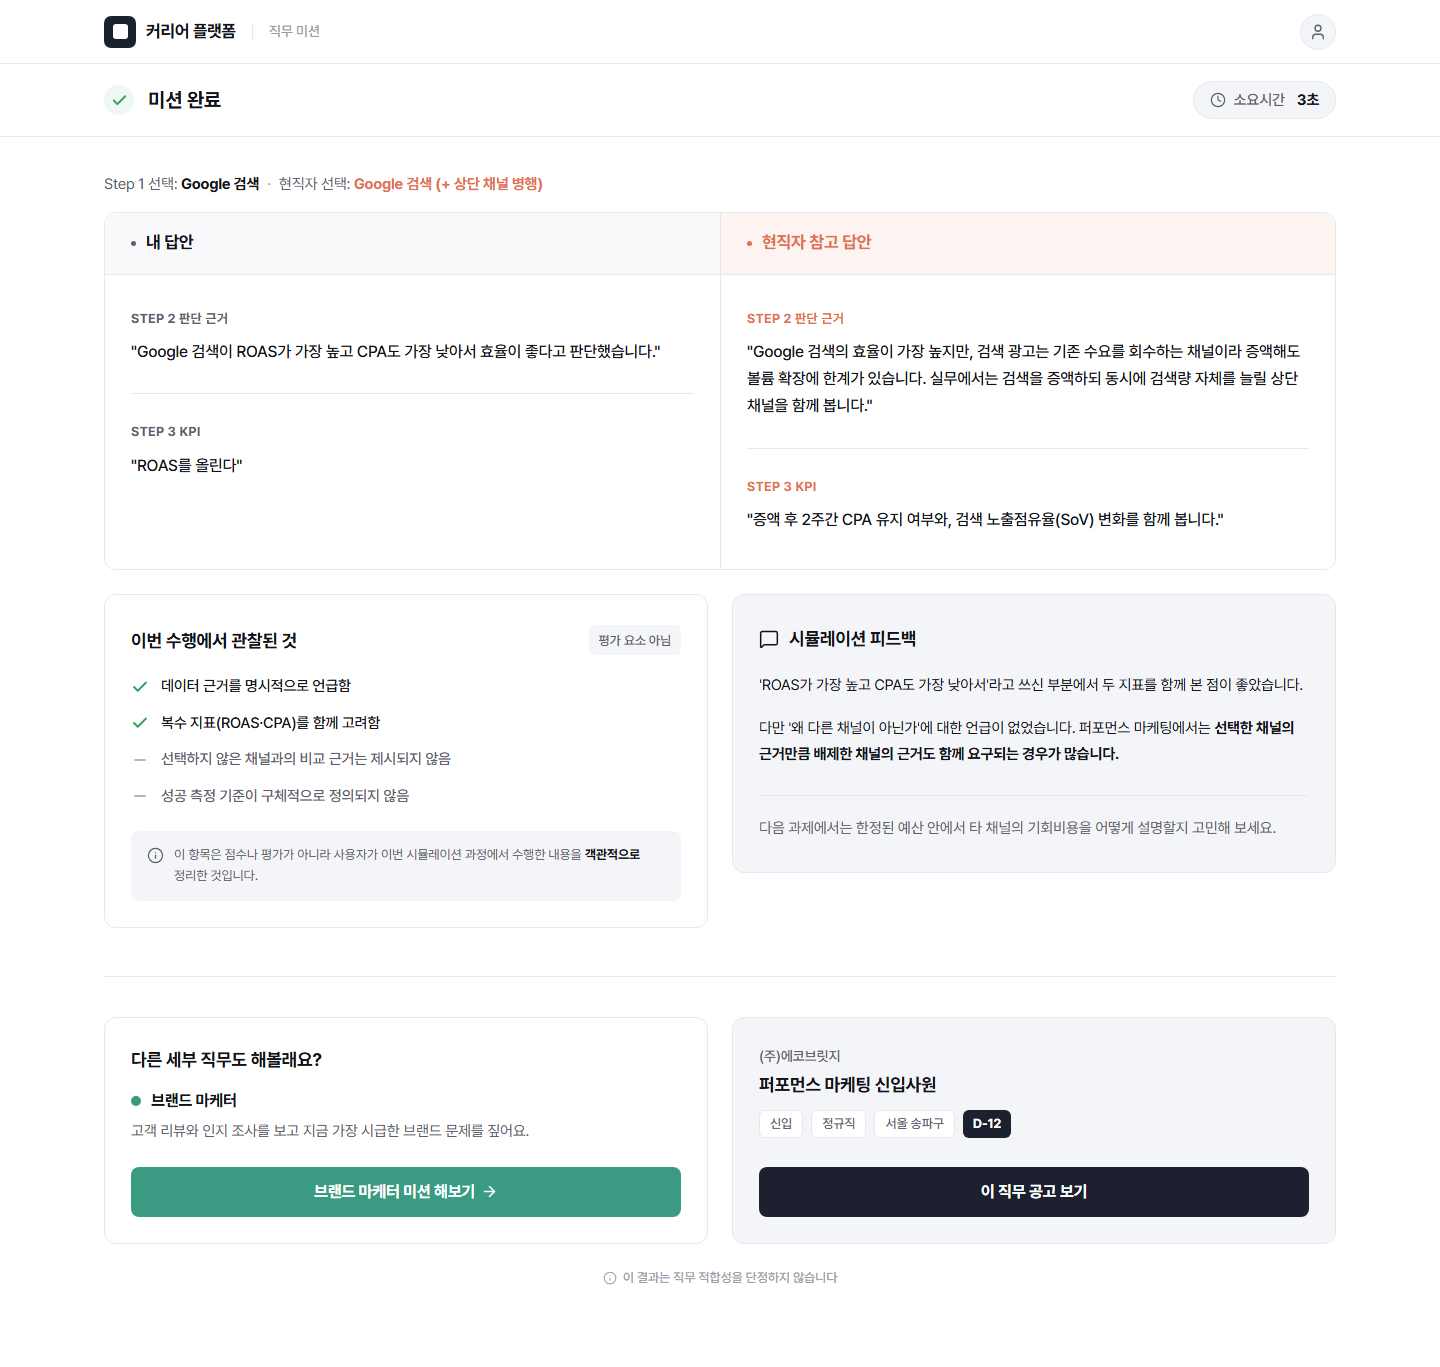 커리어 플랫폼
직무 미션
미션 완료
소요시간 3초
Step 1 선택: Google 검색 · 현직자 선택: Google 검색 (+ 상단 채널 병행)
내 답안
STEP 2 판단 근거
"Google 검색이 ROAS가 가장 높고 CPA도 가장 낮아서 효율이 좋다고 판단했습니다."
STEP 3 KPI
"ROAS를 올린다"
현직자 참고 답안
STEP 2 판단 근거
"Google 검색의 효율이 가장 높지만, 검색 광고는 기존 수요를 회수하는 채널이라 증액해도
볼륨 확장에 한계가 있습니다. 실무에서는 검색을 증액하되 동시에 검색량 자체를 늘릴 상단
채널을 함께 봅니다."
STEP 3 KPI
"증액 후 2주간 CPA 유지 여부와, 검색 노출점유율(SoV) 변화를 함께 봅니다."
이번 수행에서 관찰된 것
평가 요소 아님
데이터 근거를 명시적으로 언급함
복수 지표(ROAS·CPA)를 함께 고려함
선택하지 않은 채널과의 비교 근거는 제시되지 않음
성공 측정 기준이 구체적으로 정의되지 않음
이 항목은 점수나 평가가 아니라 사용자가 이번 시뮬레이션 과정에서 수행한 내용을 객관적으로
정리한 것입니다.
시뮬레이션 피드백
'ROAS가 가장 높고 CPA도 가장 낮아서'라고 쓰신 부분에서 두 지표를 함께 본 점이 좋았습니다.
다만 '왜 다른 채널이 아닌가'에 대한 언급이 없었습니다. 퍼포먼스 마케팅에서는 선택한 채널의
근거만큼 배제한 채널의 근거도 함께 요구되는 경우가 많습니다.
다음 과제에서는 한정된 예산 안에서 타 채널의 기회비용을 어떻게 설명할지 고민해 보세요.
다른 세부 직무도 해볼래요?
브랜드 마케터
고객 리뷰와 인지 조사를 보고 지금 가장 시급한 브랜드 문제를 짚어요.
브랜드 마케터 미션 해보기 →
(주)에코브릿지
퍼포먼스 마케팅 신입사원
신입 정규직 서울 송파구 D-12
이 직무 공고 보기
이 결과는 직무 적합성을 단정하지 않습니다